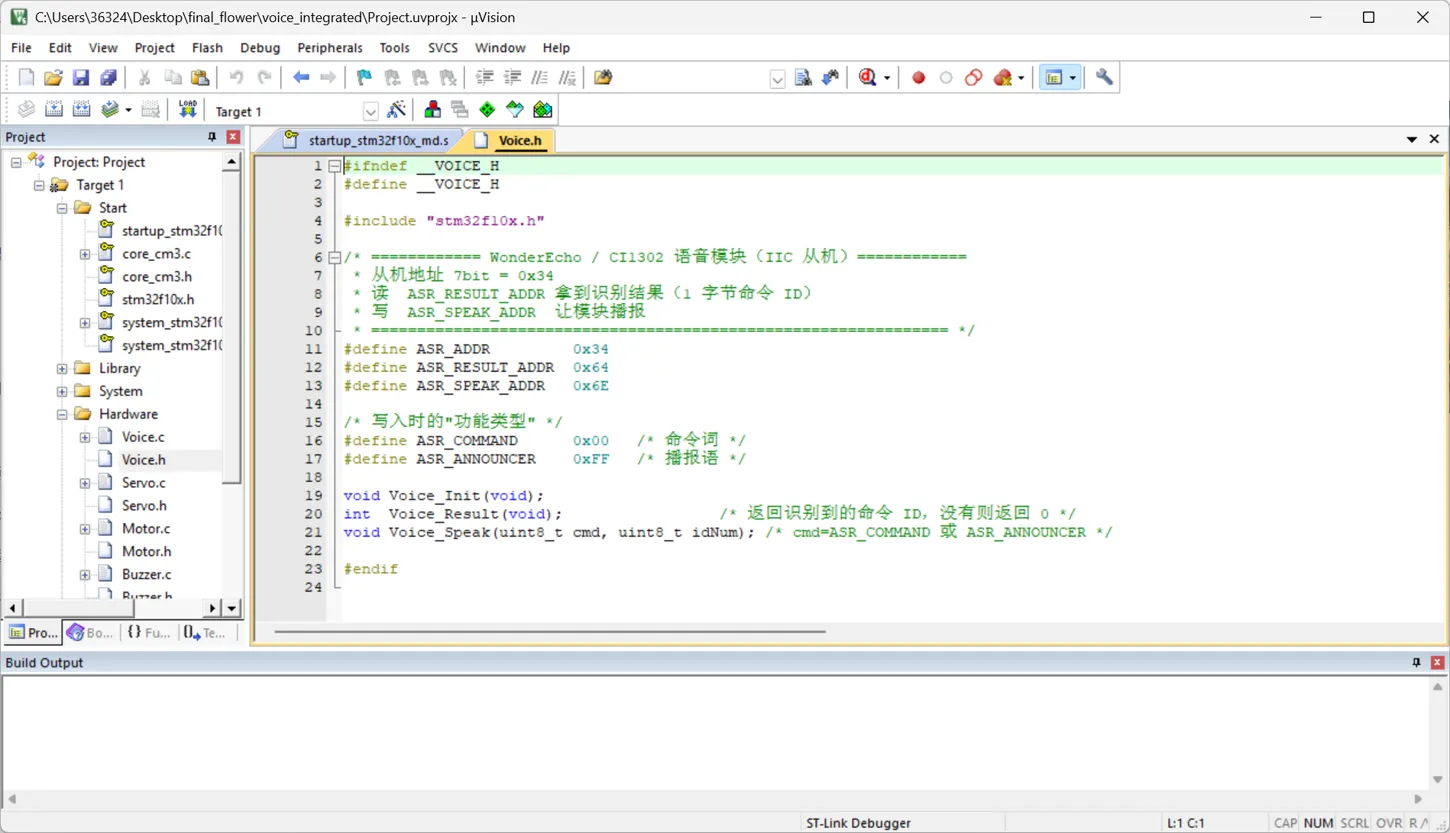 C:\Users\36324\Desktop\final_flower\voice_integrated\Project.uvprojx - µVision
File Edit View Project Flash Debug Peripherals Tools SVCS Window Help
LOAD
Target 1
Project
startup_stm32f10x_md.s
Voice.h
Project: Project
Target 1
Start
startup_stm32f10
core_cm3.c
core_cm3.h
stm32f10x.h
system_stm32f10
system_stm32f10
Library
System
Hardware
Voice.c
Voice.h
Servo.c
Servo.h
Motor.c
Motor.h
Buzzer.c
Buzzer.h
Pro... Bo... {} Fu... Te...
1 #ifndef __VOICE_H
2 #define __VOICE_H
3
4 #include "stm32f10x.h"
5
6 /* ============ WonderEcho / CI1302 语音模块（IIC 从机）============
7 * 从机地址 7bit = 0x34
8 * 读 ASR_RESULT_ADDR 拿到识别结果（1 字节命令 ID）
9 * 写 ASR_SPEAK_ADDR 让模块播报
10 * =============================================================== */
11 #define ASR_ADDR 0x34
12 #define ASR_RESULT_ADDR 0x64
13 #define ASR_SPEAK_ADDR 0x6E
14
15 /* 写入时的"功能类型" */
16 #define ASR_COMMAND 0x00 /* 命令词 */
17 #define ASR_ANNOUNCER 0xFF /* 播报语 */
18
19 void Voice_Init(void);
20 int Voice_Result(void); /* 返回识别到的命令 ID，没有则返回 0 */
21 void Voice_Speak(uint8_t cmd, uint8_t idNum); /* cmd=ASR_COMMAND 或 ASR_ANNOUNCER */
22
23 #endif
24
Build Output
ST-Link Debugger L:1 C:1 CAP NUM SCRL OVR R